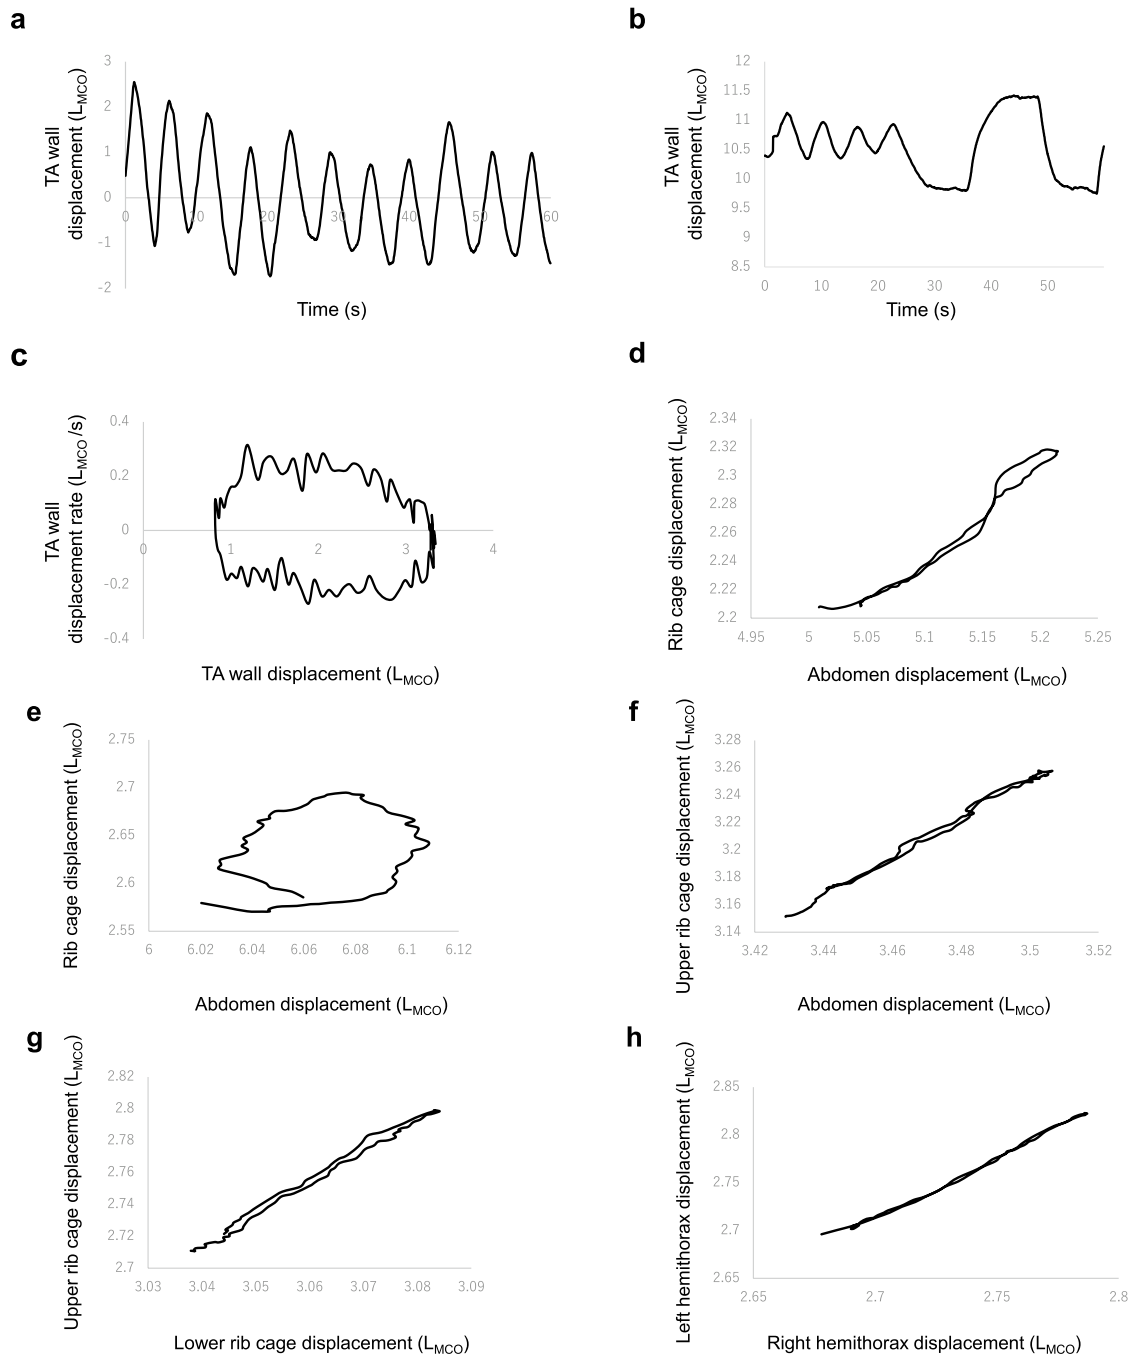 a
TA wall
displacement (LMCO)
3
2
1
0
-1
-2
0 10 20 30 40 50 60
Time (s)
b
TA wall
displacement (LMCO)
12
11.5
11
10.5
10
9.5
9
8.5
0 10 20 30 40 50
Time (s)
c
TA wall
displacement rate (LMCO /s)
0.4
0.2
0
-0.2
-0.4
0 1 2 3 4
TA wall displacement (LMCO)
d
Rib cage displacement (LMCO)
2.34
2.32
2.3
2.28
2.26
2.24
2.22
2.2
4.95 5 5.05 5.1 5.15 5.2 5.25
Abdomen displacement (LMCO)
e
Rib cage displacement (LMCO)
2.75
2.7
2.65
2.6
2.55
6 6.02 6.04 6.06 6.08 6.1 6.12
Abdomen displacement (LMCO)
f
Upper rib cage displacement (LMCO)
3.28
3.26
3.24
3.22
3.2
3.18
3.16
3.14
3.42 3.44 3.46 3.48 3.5 3.52
Abdomen displacement (LMCO)
g
Upper rib cage displacement (LMCO)
2.82
2.8
2.78
2.76
2.74
2.72
2.7
3.03 3.04 3.05 3.06 3.07 3.08 3.09
Lower rib cage displacement (LMCO)
h
Left hemithorax displacement (LMCO)
2.85
2.8
2.75
2.7
2.65
2.65 2.7 2.75 2.8
Right hemithorax displacement (LMCO)